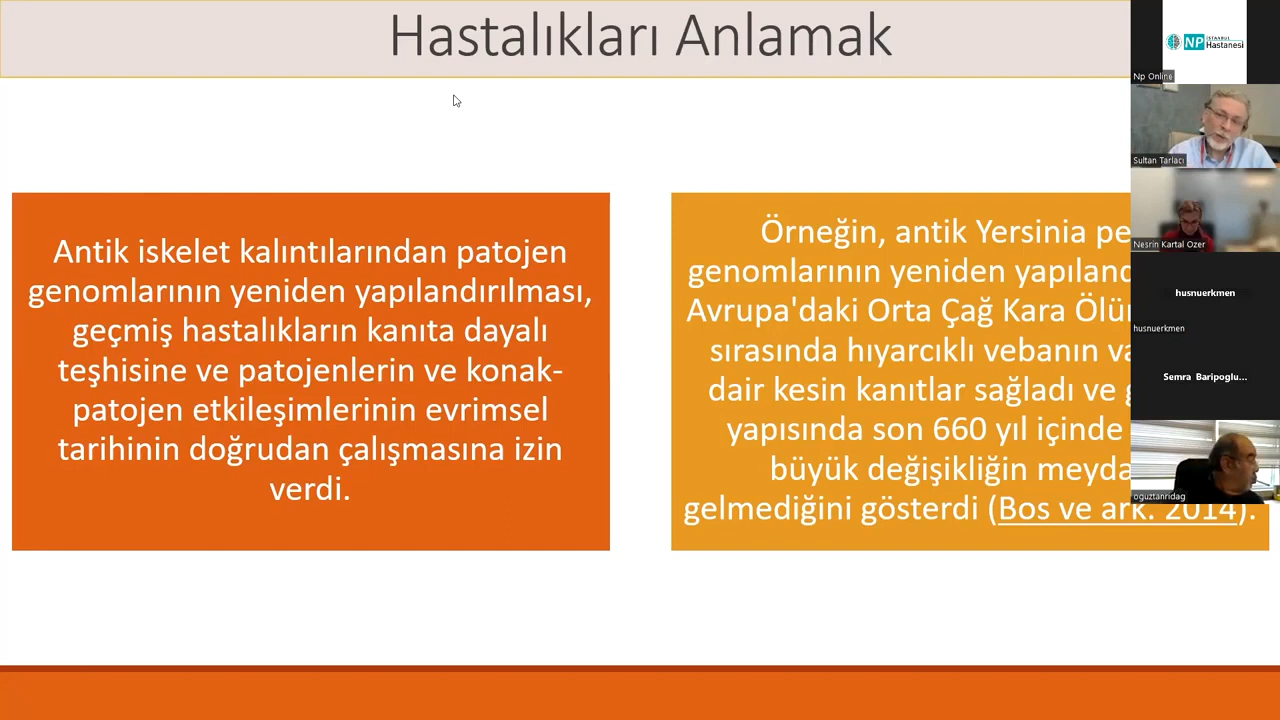 Hastalıkları Anlamak
Antik iskelet kalıntılarından patojen
genomlarının yeniden yapılandırılması,
geçmiş hastalıkların kanıta dayalı
teşhisine ve patojenlerin ve konak-
patojen etkileşimlerinin evrimsel
tarihinin doğrudan çalışmasına izin
verdi.
Örneğin, antik Yersinia pe
genomlarının yeniden yapıland
Avrupa'daki Orta Çağ Kara Ölü
sırasında hıyarcıklı vebanın va
dair kesin kanıtlar sağladı ve
yapısında son 660 yıl içinde
büyük değişikliğin meyda
gelmediğini gösterdi (Bos ve ark. 2014).
NP İSTANBUL
Hastanesi
Np Online
Sultan Tarlacı
Nesrin Kartal Ozer
husnuerkmen
husnuerkmen
Semra Baripoglu...
oguztanridag